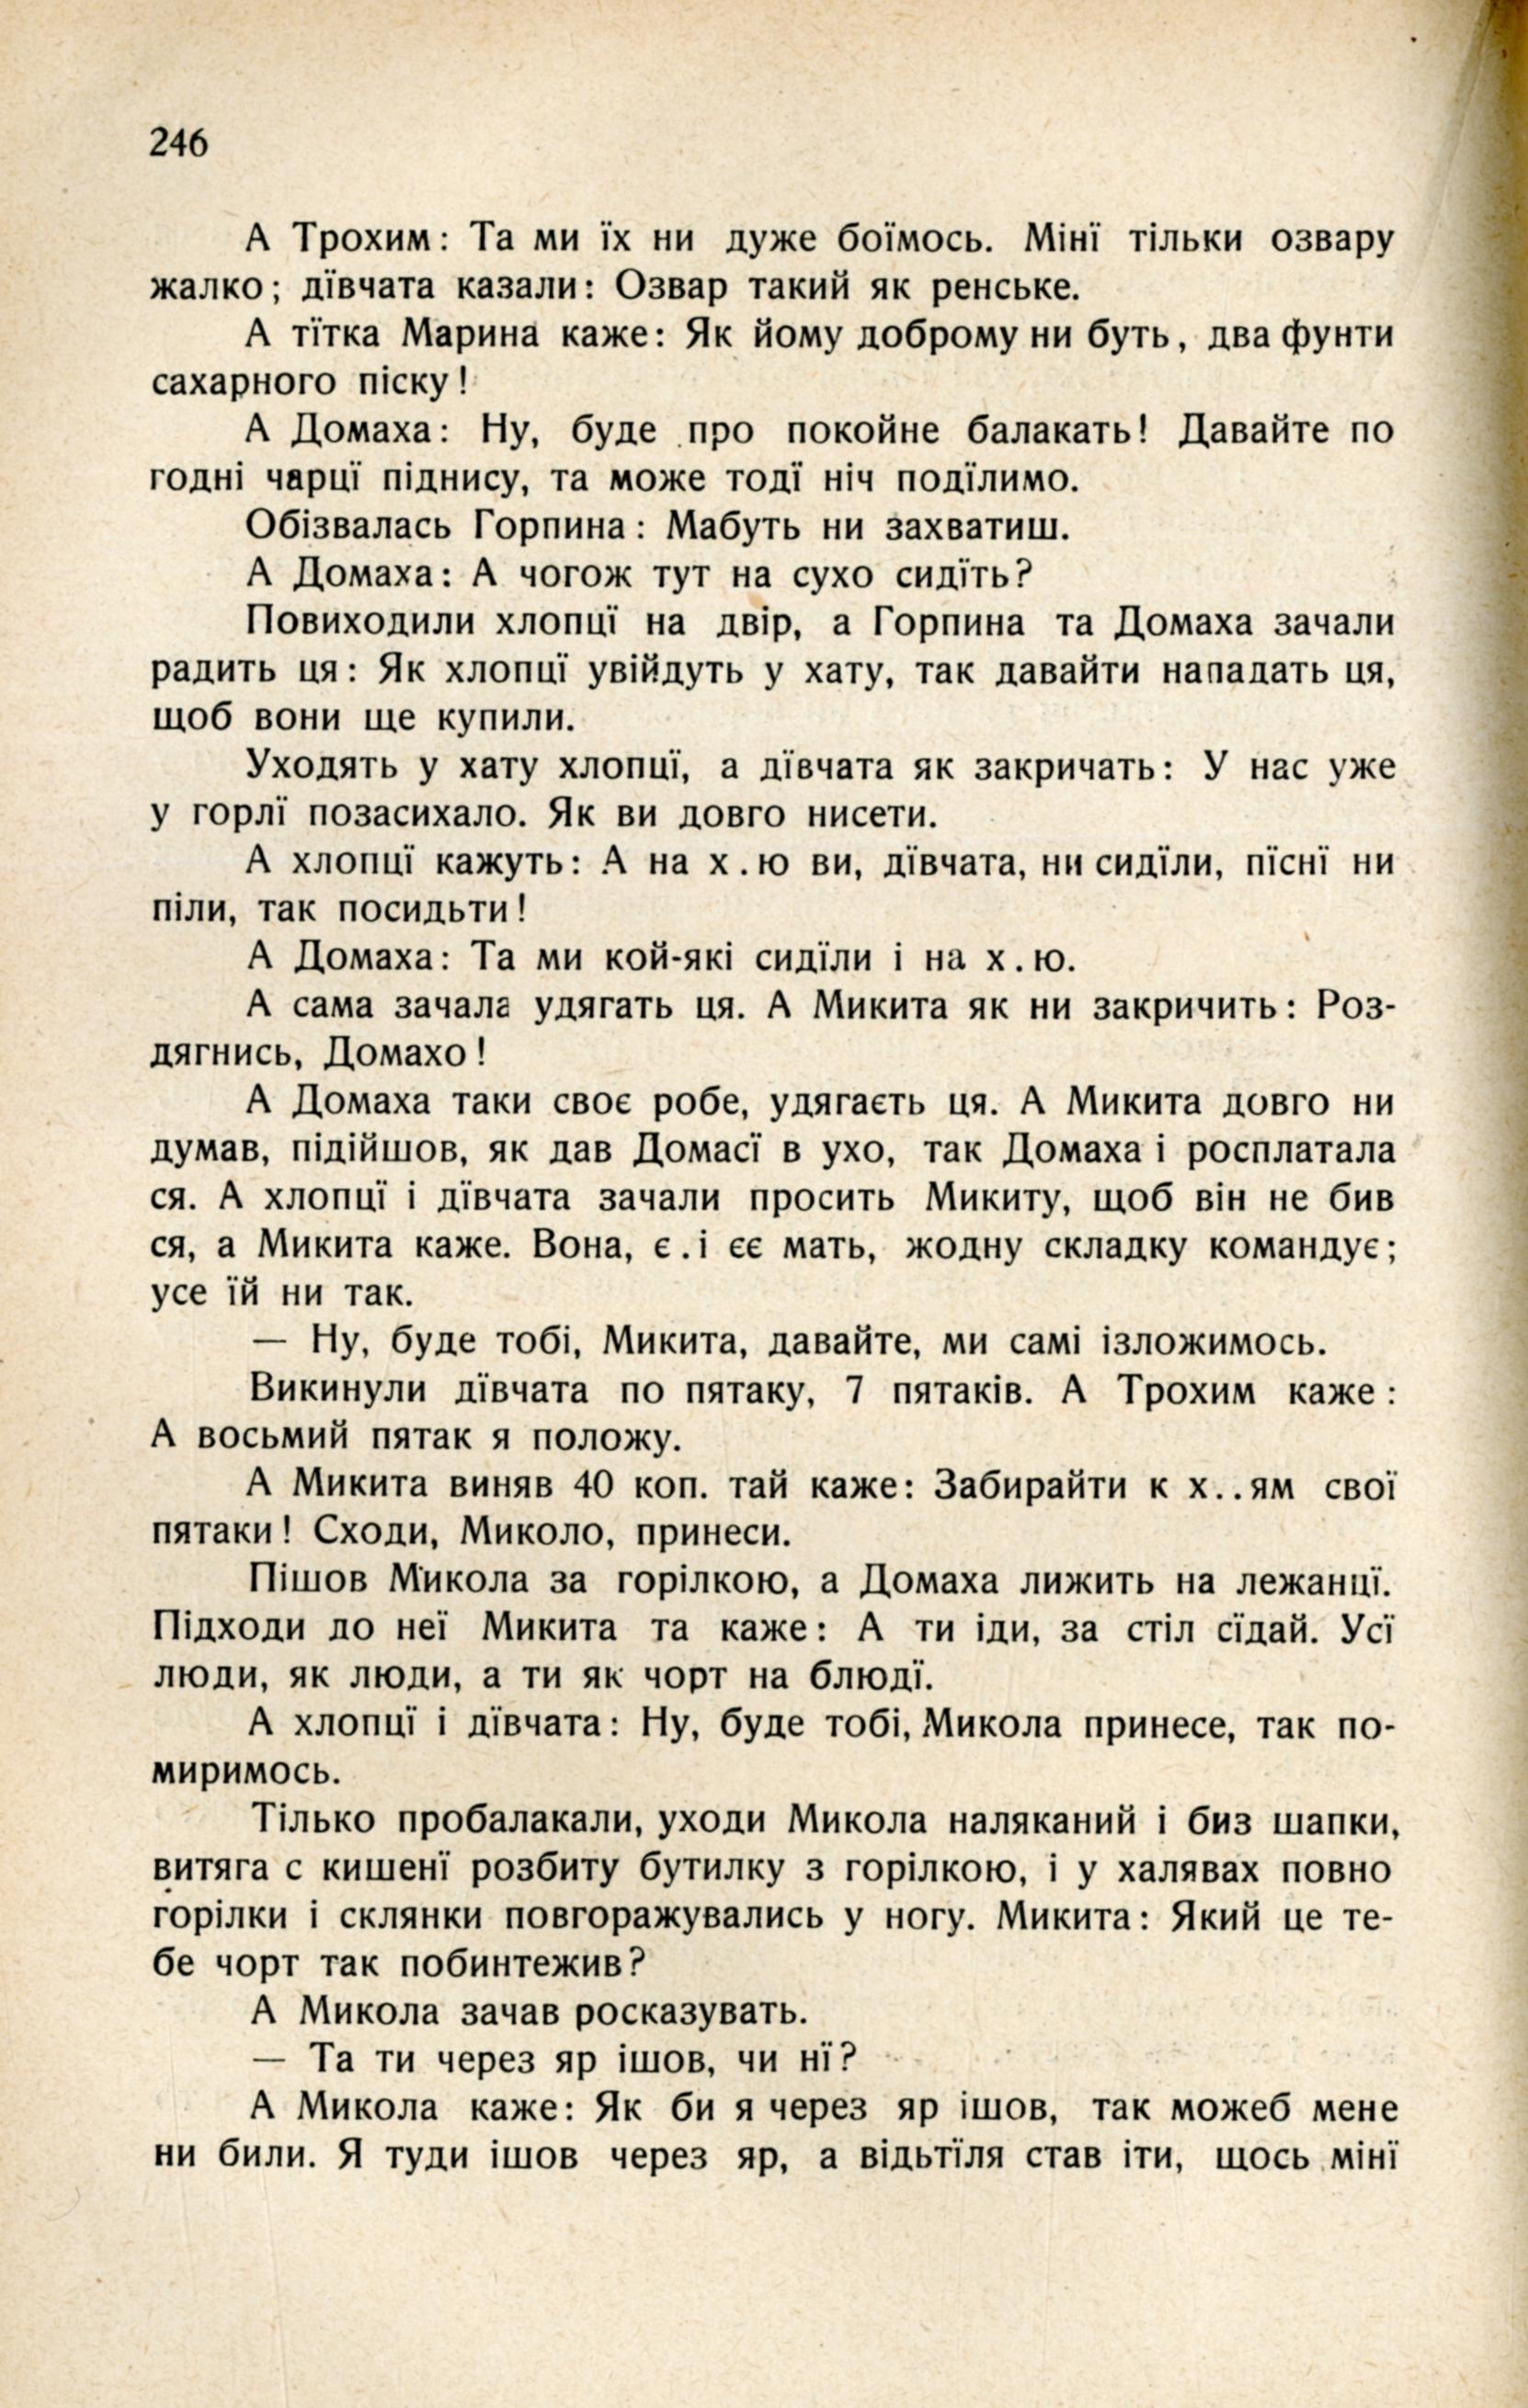 246
А Трохим: Та ми їх ни дуже боїмось. Мінї тільки озвару
жалко; дївчата казали: Озвар такий як ренське.
А тїтка Марина каже: Як йому доброму ни буть, два фунти
сахарного піску!
А Домаха: Ну, буде про покойне балакать! Давайте по
годні чарцї піднису, та може тодї ніч подїлимо.
Обізвалась Горпина: Мабуть ни захватиш.
А Домаха: А чогож тут на сухо сидїть?
Повиходили хлопцї на двір, а Горпина та Домаха зачали
радить ця: Як хлопцї увійдуть у хату, так давайти нападать ця,
щоб вони ще купили.
Уходять у хату хлопцї, а дївчата як закричать: У нас уже
у горлї позасихало. Як ви довго нисети.
А хлопцї кажуть: А на х.ю ви, дївчата, ни сидїли, пїснї ни
піли, так посидьти!
А Домаха: Та ми кой-які сидїли і на х.ю.
А сама зачала удягать ця. А Микита як ни закричить: Роз-
дягнись, Домахо!
А Домаха таки своє робе, удягаєть ця. А Микита довго ни
думав, підійшов, як дав Домасї в ухо, так Домаха і росплатала
ся. А хлопцї і дївчата зачали просить Микиту, щоб він не бив
ся, а Микита каже. Вона, є.і єє мать, жодну складку командує;
усе їй ни так.
— Ну, буде тобі, Микита, давайте, ми самі ізложимось.
Викинули дївчата по пятаку, 7 пятаків. А Трохим каже:
А восьмий пятак я положу.
А Микита виняв 40 коп. тай каже: Забирайти к х..ям свої
пятаки! Сходи, Миколо, принеси.
Пішов Микола за горілкою, а Домаха лижить на лежанцї.
Підходи до неї Микита та каже: А ти іди, за стіл сїдай. Усї
люди, як люди, а ти як чорт на блюдї.
А хлопцї і дївчата: Ну, буде тобі, Микола принесе, так по-
миримось.
Тілько пробалакали, уходи Микола наляканий і биз шапки,
витяга с кишенї розбиту бутилку з горілкою, і у халявах повно
горілки і склянки повгоражувались у ногу. Микита: Який це те-
бе чорт так побинтежив?
А Микола зачав росказувать.
— Та ти через яр ішов, чи нї?
А Микола каже: Як би я через яр ішов, так можеб мене
ни били. Я туди ішов через яр, а відьтїля став іти, щось мінї